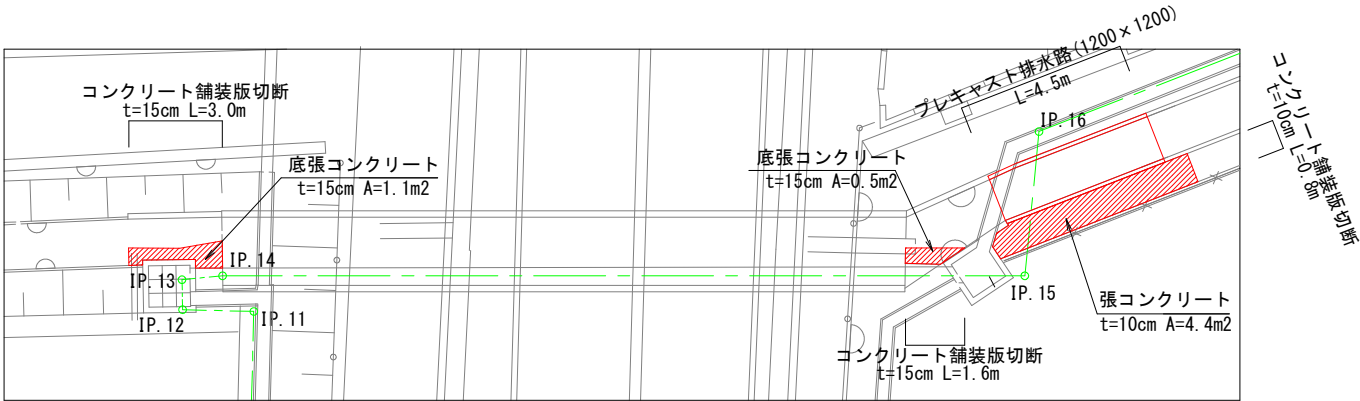 コンクリート舗装版切断
t=15cm L=3.0m
底張コンクリート
t=15cm A=1.1m2
IP.14
IP.13
IP.12
IP.11
プレキャスト排水路(1200×1200)
L=4.5m
IP.16
底張コンクリート
t=15cm A=0.5m2
コンクリート舗装版切断
t=10cm L=0.8m
IP.15
張コンクリート
t=10cm A=4.4m2
コンクリート舗装版切断
t=15cm L=1.6m